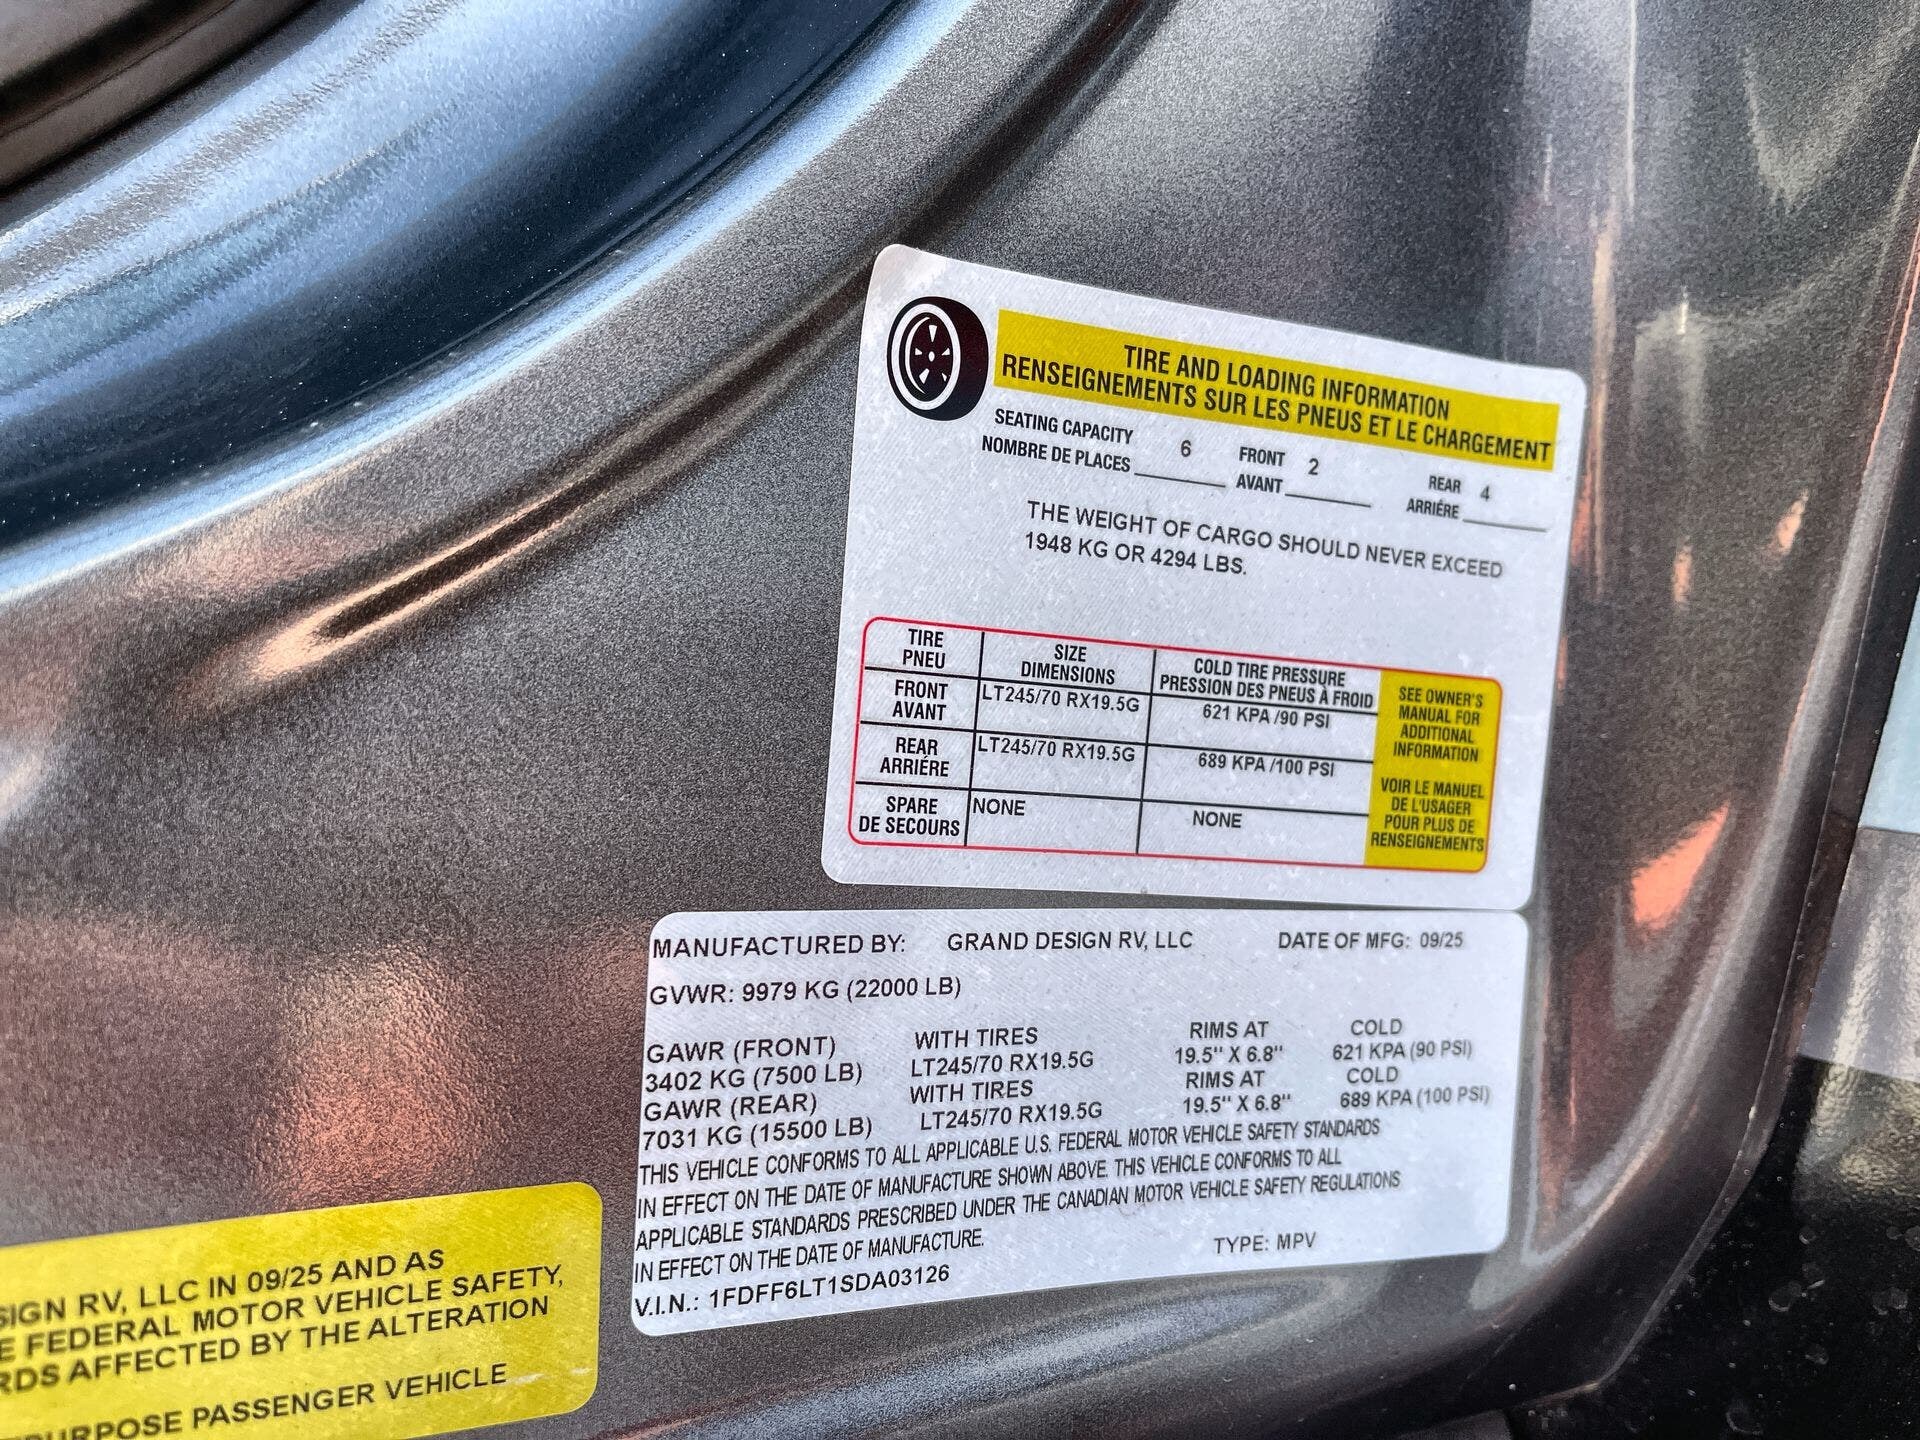 TIRE AND LOADING INFORMATION
RENSEIGNEMENTS SUR LES PNEUS ET LE CHARGEMENT
SEATING CAPACITY 6 FRONT 2 REAR 4
NOMBRE DE PLACES AVANT ARRIÉRE
THE WEIGHT OF CARGO SHOULD NEVER EXCEED
1948 KG OR 4294 LBS.
TIRE SIZE COLD TIRE PRESSURE
PNEU DIMENSIONS PRESSION DES PNEUS À FROID
FRONT LT245/70 RX19.5G 621 KPA /90 PSI
AVANT
REAR LT245/70 RX19.5G 689 KPA /100 PSI
ARRIÉRE
SPARE NONE NONE
DE SECOURS
SEE OWNER'S
MANUAL FOR
ADDITIONAL
INFORMATION
VOIR LE MANUEL
DE L'USAGER
POUR PLUS DE
RENSEIGNEMENTS
MANUFACTURED BY: GRAND DESIGN RV, LLC DATE OF MFG: 09/25
GVWR: 9979 KG (22000 LB)
GAWR (FRONT) WITH TIRES RIMS AT COLD
3402 KG (7500 LB) LT245/70 RX19.5G 19.5" X 6.8" 621 KPA (90 PSI)
GAWR (REAR) WITH TIRES RIMS AT COLD
7031 KG (15500 LB) LT245/70 RX19.5G 19.5" X 6.8" 689 KPA (100 PSI)
THIS VEHICLE CONFORMS TO ALL APPLICABLE U.S. FEDERAL MOTOR VEHICLE SAFETY STANDARDS
IN EFFECT ON THE DATE OF MANUFACTURE SHOWN ABOVE. THIS VEHICLE CONFORMS TO ALL
APPLICABLE STANDARDS PRESCRIBED UNDER THE CANADIAN MOTOR VEHICLE SAFETY REGULATIONS
IN EFFECT ON THE DATE OF MANUFACTURE.
TYPE: MPV
V.I.N.: 1FDFF6LT1SDA03126
RV, LLC IN 09/25 AND AS
FEDERAL MOTOR VEHICLE SAFETY,
AFFECTED BY THE ALTERATION
PURPOSE PASSENGER VEHICLE